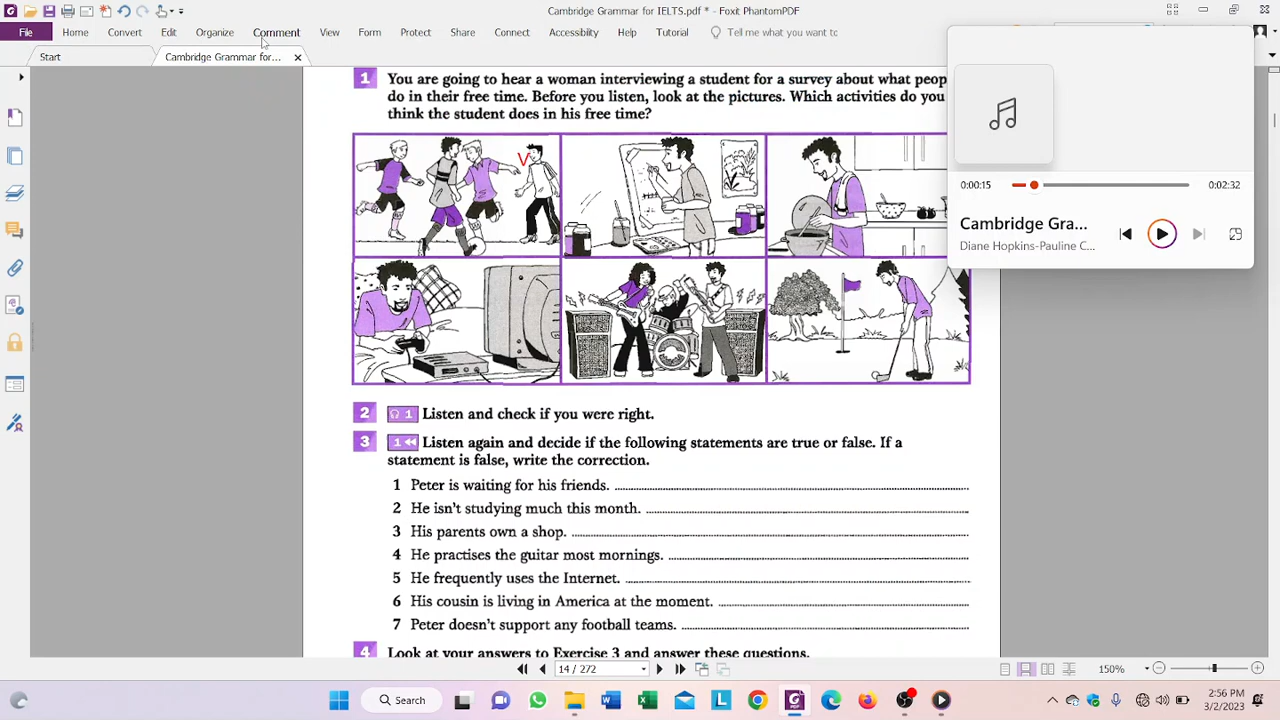 Cambridge Grammar for IELTS.pdf * - Foxit PhantomPDF
File Home Convert Edit Organize Comment View Form Protect Share Connect Accessibility Help Tutorial Tell me what you want to
Start Cambridge Grammar for...
1 You are going to hear a woman interviewing a student for a survey about what peop
do in their free time. Before you listen, look at the pictures. Which activities do you
think the student does in his free time?
V
0:00:15 0:02:32
Cambridge Gra...
Diane Hopkins-Pauline C...
2 1 Listen and check if you were right.
3 1 Listen again and decide if the following statements are true or false. If a
statement is false, write the correction.
1 Peter is waiting for his friends.
2 He isn't studying much this month.
3 His parents own a shop.
4 He practises the guitar most mornings.
5 He frequently uses the Internet.
6 His cousin is living in America at the moment.
7 Peter doesn't support any football teams.
4 Look at your answers to Exercise 3 and answer these questions.
14 / 272
150%
Search